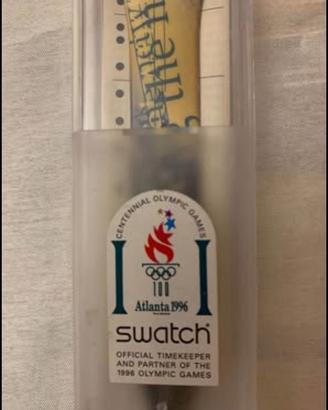 CENTENNIAL OLYMPIC GAMES
100
Atlanta 1996
swatch
OFFICIAL TIMEKEEPER
AND PARTNER OF THE
1996 OLYMPIC GAMES